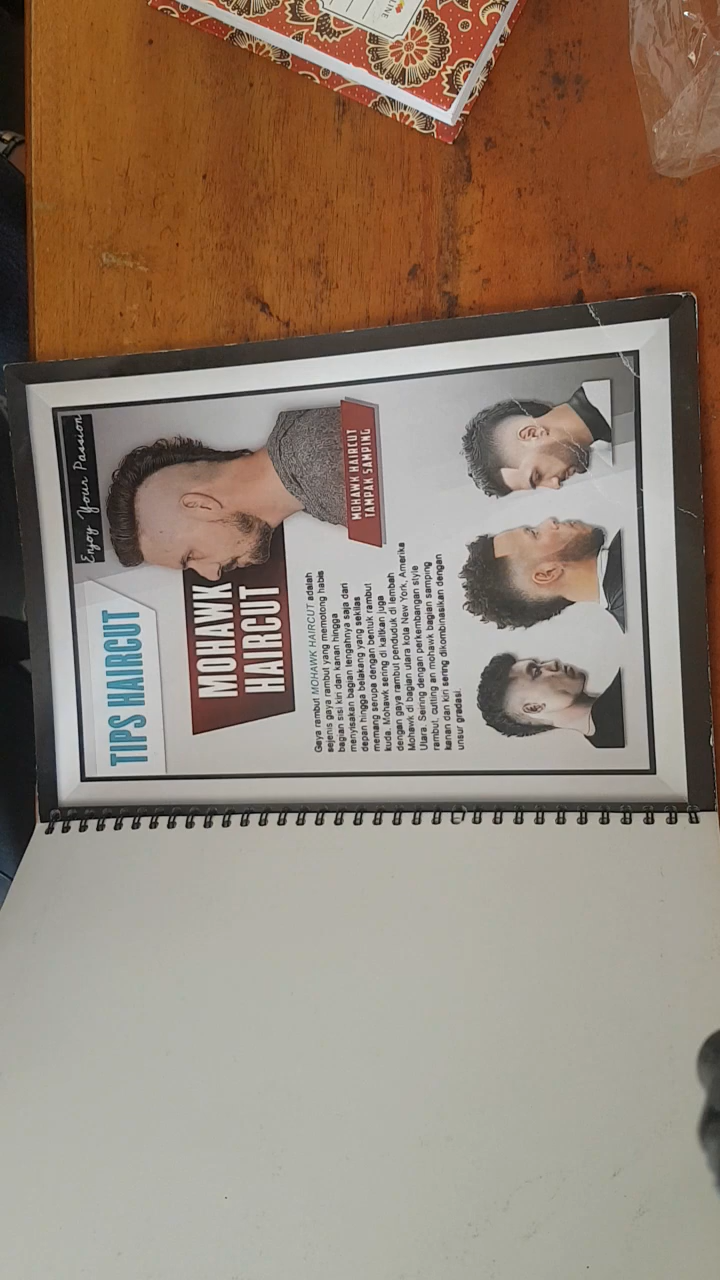 TIPS HAIRCUT
Enjoy Your Passion
MOHAWK
HAIRCUT
Gaya rambut MOHAWK HAIRCUT adalah
sejenis gaya rambut yang memotong habis
bagian sisi kiri dan kanan hingga
menyisakan bagian tengahnya saja dari
depan hingga belakang yang sekilas
memang serupa dengan bentuk rambut
kuda. Mohawk sering di kaitkan juga
dengan gaya rambut penduduk di lembah
Mohawk di bagian utara kota New York, Amerika
Utara. Seiring dengan perkembangan style
rambut, cutting an mohawk bagian samping
kanan dan kiri sering dikombinasikan dengan
unsur gradasi.
MOHAWK HAIRCUT
TAMPAK SAMPING